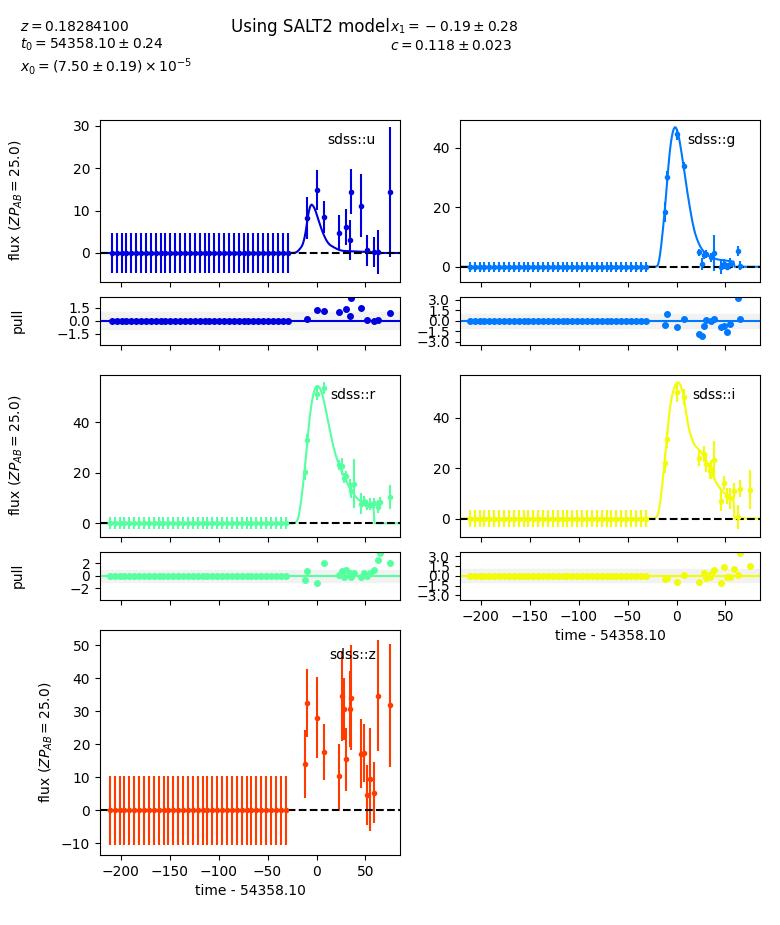 z = 0.18284100
t₀ = 54358.10 ± 0.24
x₀ = (7.50 ± 0.19) × 10⁻⁵
Using SALT2 model
x₁ = −0.19 ± 0.28
c = 0.118 ± 0.023
flux (ZP_AB = 25.0)
30
20
10
0
sdss::u
40
20
0
sdss::g
pull
1.5
0.0
−1.5
3.0
1.5
0.0
−1.5
−3.0
flux (ZP_AB = 25.0)
40
20
0
sdss::r
40
20
0
sdss::i
pull
2
0
−2
3.0
1.5
0.0
−1.5
−3.0
−200 −150 −100 −50 0 50
time - 54358.10
flux (ZP_AB = 25.0)
50
40
30
20
10
0
−10
sdss::z
−200 −150 −100 −50 0 50
time - 54358.10